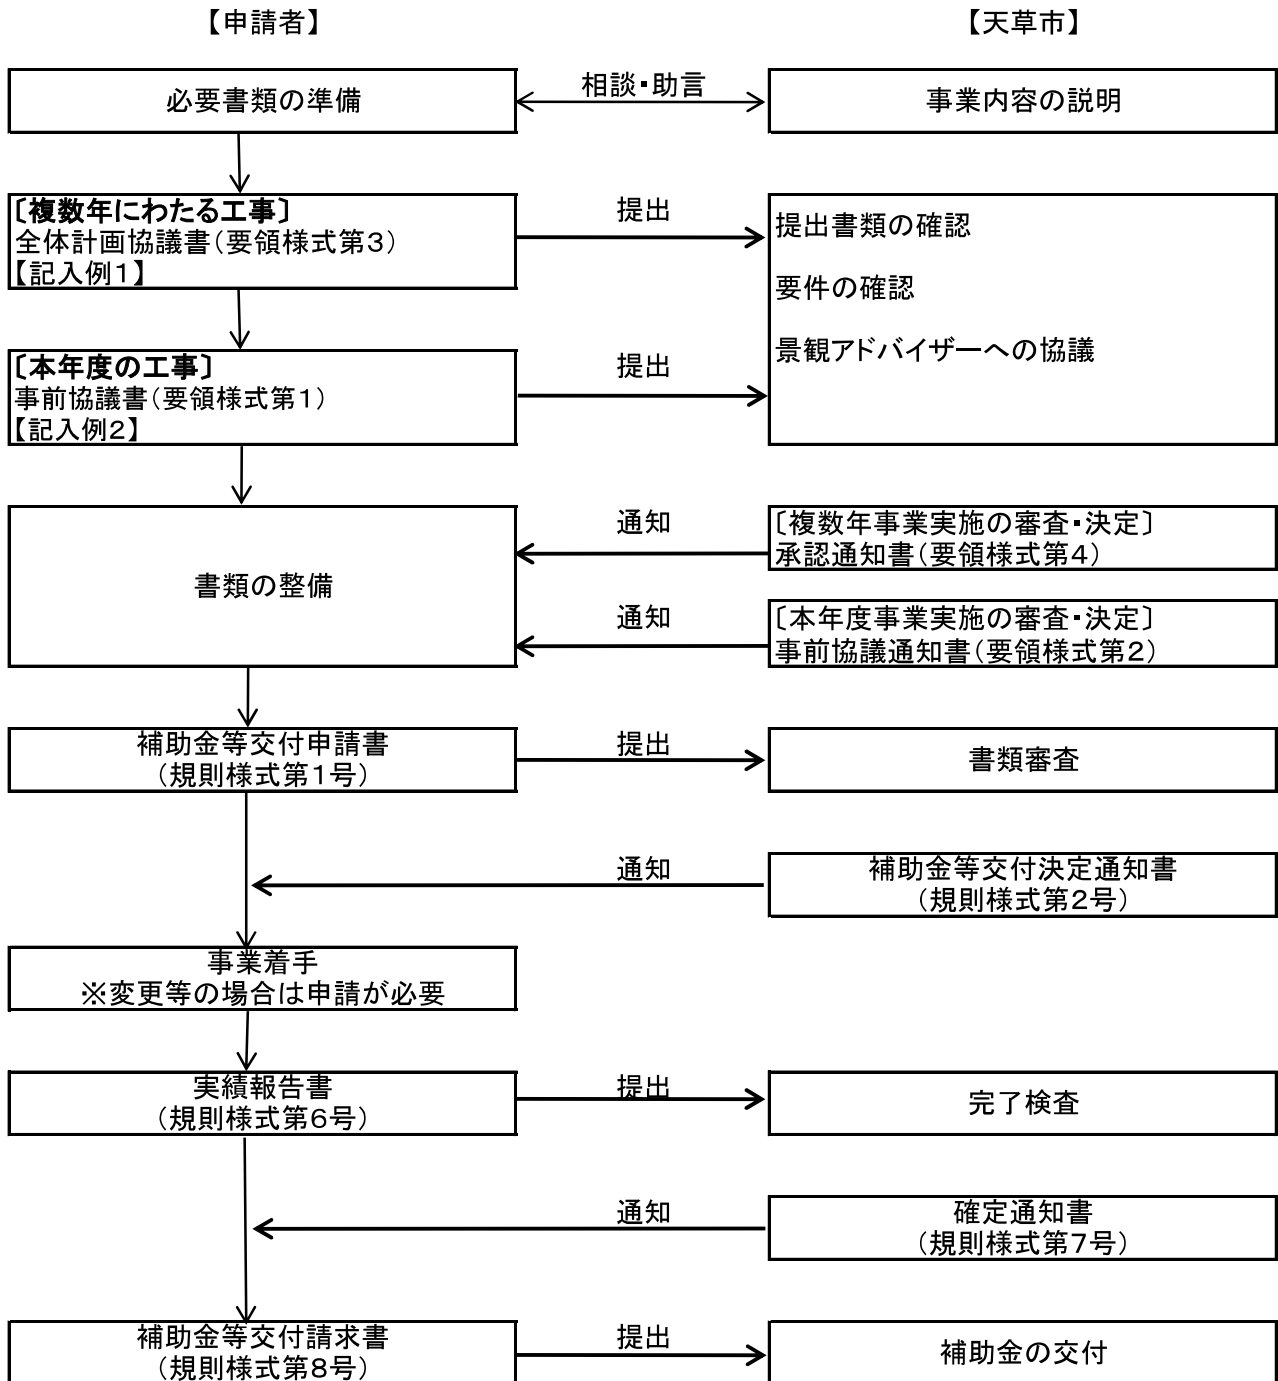 【申請者】
【天草市】
必要書類の準備
相談・助言
事業内容の説明
〔複数年にわたる工事〕
全体計画協議書（要領様式第３）
【記入例１】
提出
提出書類の確認
要件の確認
景観アドバイザーへの協議
〔本年度の工事〕
事前協議書（要領様式第１）
【記入例２】
提出
書類の整備
通知
〔複数年事業実施の審査・決定〕
承認通知書（要領様式第４）
通知
〔本年度事業実施の審査・決定〕
事前協議通知書（要領様式第２）
補助金等交付申請書
（規則様式第１号）
提出
書類審査
通知
補助金等交付決定通知書
（規則様式第２号）
事業着手
※変更等の場合は申請が必要
実績報告書
（規則様式第６号）
提出
完了検査
通知
確定通知書
（規則様式第７号）
補助金等交付請求書
（規則様式第８号）
提出
補助金の交付